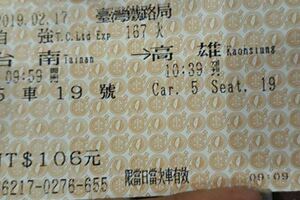 2019.02.17 臺灣鐵路局
自 強 T.C.Ltd Exp 167 次
台 南 Tainan →高 雄 Kaohsiung
09:59 開 10:39 到
5 車 19 號 Car. 5 Seat. 19
NT$106元
6217-0276-655 限當日當次車有效 09:09